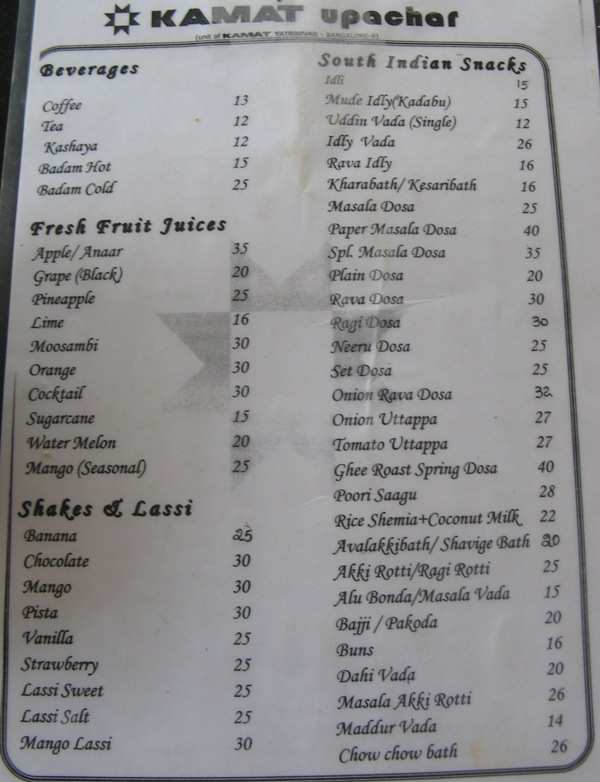 KAMAT upachar
(unit of KAMAT YATRINIVAS - BANGALORE-9)
Beverages
Coffee 13
Tea 12
Kashaya 12
Badam Hot 15
Badam Cold 25
Fresh Fruit Juices
Apple/ Anaar 35
Grape (Black) 20
Pineapple 25
Lime 16
Moosambi 30
Orange 30
Cocktail 30
Sugarcane 15
Water Melon 20
Mango (Seasonal) 25
Shakes & Lassi
Banana 25
Chocolate 30
Mango 30
Pista 30
Vanilla 25
Strawberry 25
Lassi Sweet 25
Lassi Salt 25
Mango Lassi 30
South Indian Snacks
Idli 15
Mude Idly(Kadabu) 15
Uddin Vada (Single) 12
Idly Vada 26
Rava Idly 16
Kharabath/ Kesaribath 16
Masala Dosa 25
Paper Masala Dosa 40
Spl. Masala Dosa 35
Plain Dosa 20
Rava Dosa 30
Ragi Dosa 30
Neeru Dosa 25
Set Dosa 25
Onion Rava Dosa 32
Onion Uttappa 27
Tomato Uttappa 27
Ghee Roast Spring Dosa 40
Poori Saagu 28
Rice Shemia+Coconut Milk 22
Avalakkibath/ Shavige Bath 20
Akki Rotti/Ragi Rotti 25
Alu Bonda/Masala Vada 15
Bajji / Pakoda 20
Buns 16
Dahi Vada 20
Masala Akki Rotti 26
Maddur Vada 14
Chow chow bath 26